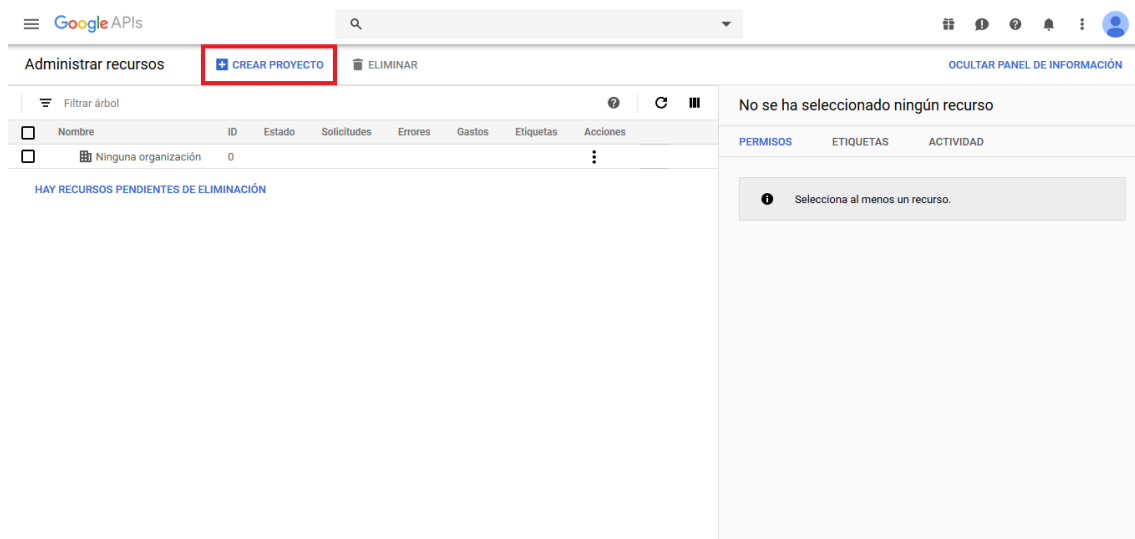 Google APIs
Administrar recursos CREAR PROYECTO ELIMINAR OCULTAR PANEL DE INFORMACIÓN
Filtrar árbol
Nombre ID Estado Solicitudes Errores Gastos Etiquetas Acciones
Ninguna organización 0
HAY RECURSOS PENDIENTES DE ELIMINACIÓN
No se ha seleccionado ningún recurso
PERMISOS ETIQUETAS ACTIVIDAD
Selecciona al menos un recurso.